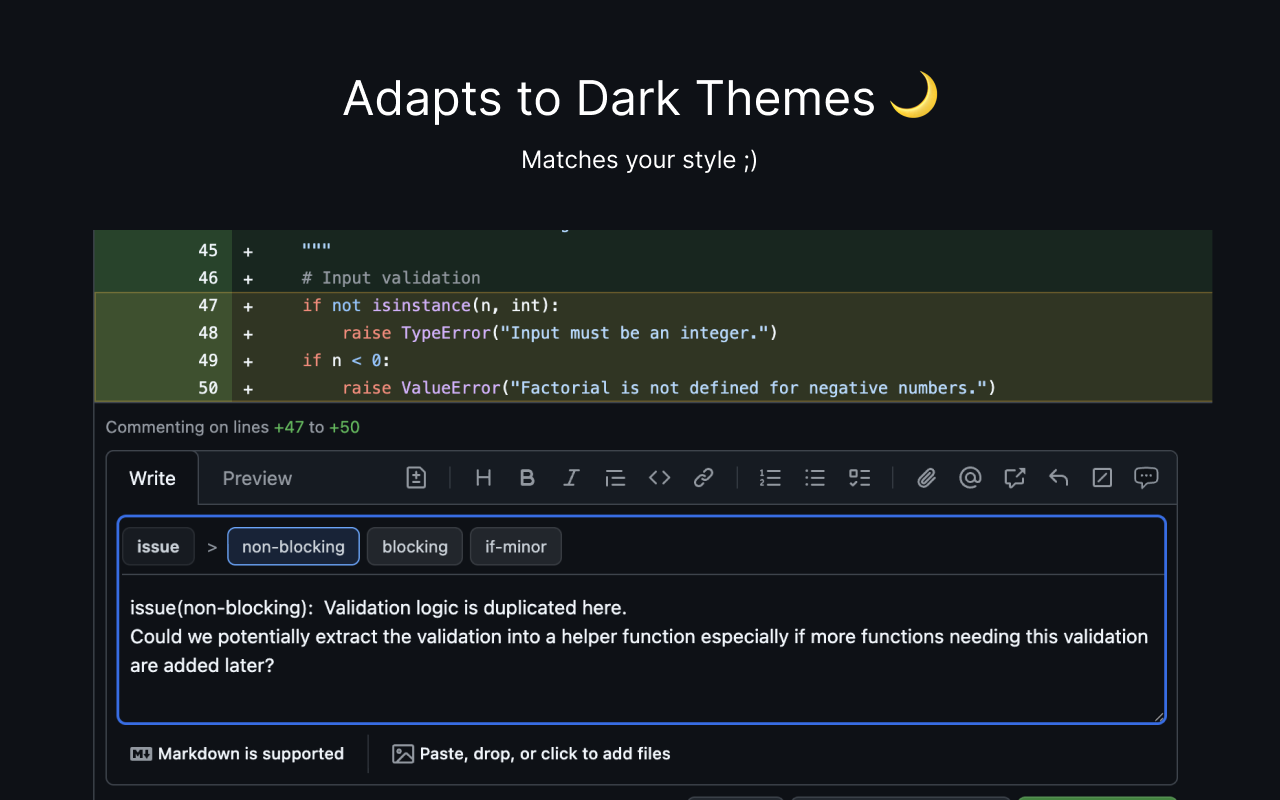 Adapts to Dark Themes 🌙
Matches your style ;)
45 + """
46 + # Input validation
47 + if not isinstance(n, int):
48 + raise TypeError("Input must be an integer.")
49 + if n < 0:
50 + raise ValueError("Factorial is not defined for negative numbers.")
Commenting on lines +47 to +50
Write Preview
issue > non-blocking blocking if-minor
issue(non-blocking): Validation logic is duplicated here.
Could we potentially extract the validation into a helper function especially if more functions needing this validation
are added later?
Markdown is supported Paste, drop, or click to add files